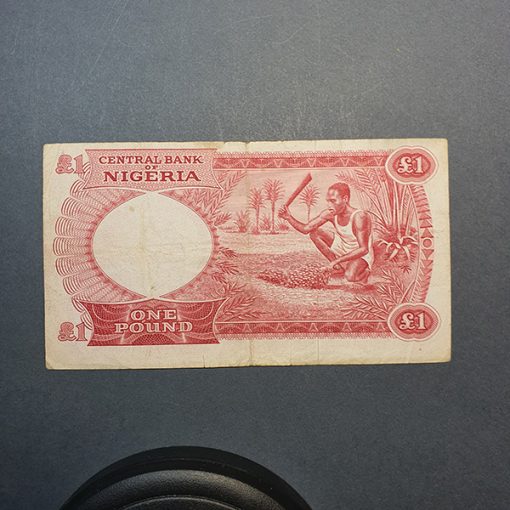 £1
CENTRAL BANK
OF
NIGERIA
£1
£1
ONE
POUND
£1